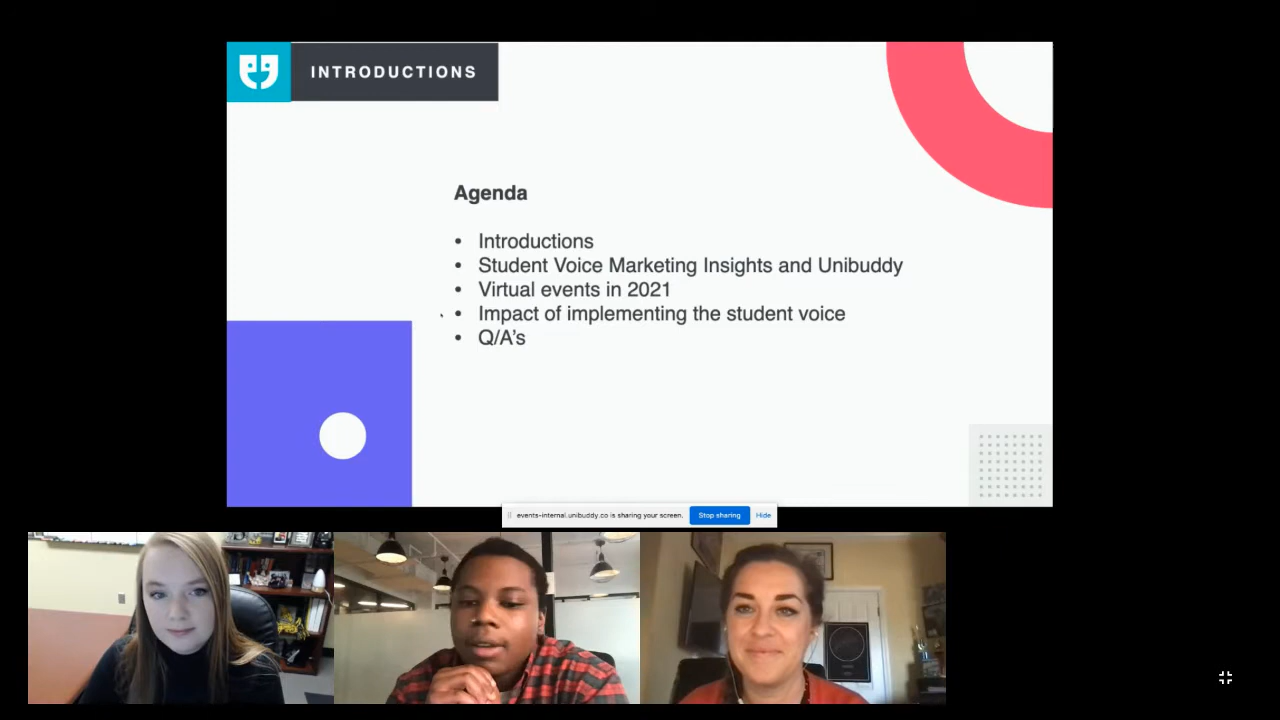 INTRODUCTIONS
Agenda
• Introductions
• Student Voice Marketing Insights and Unibuddy
• Virtual events in 2021
• Impact of implementing the student voice
• Q/A’s
events-internal.unibuddy.co is sharing your screen. Stop sharing Hide